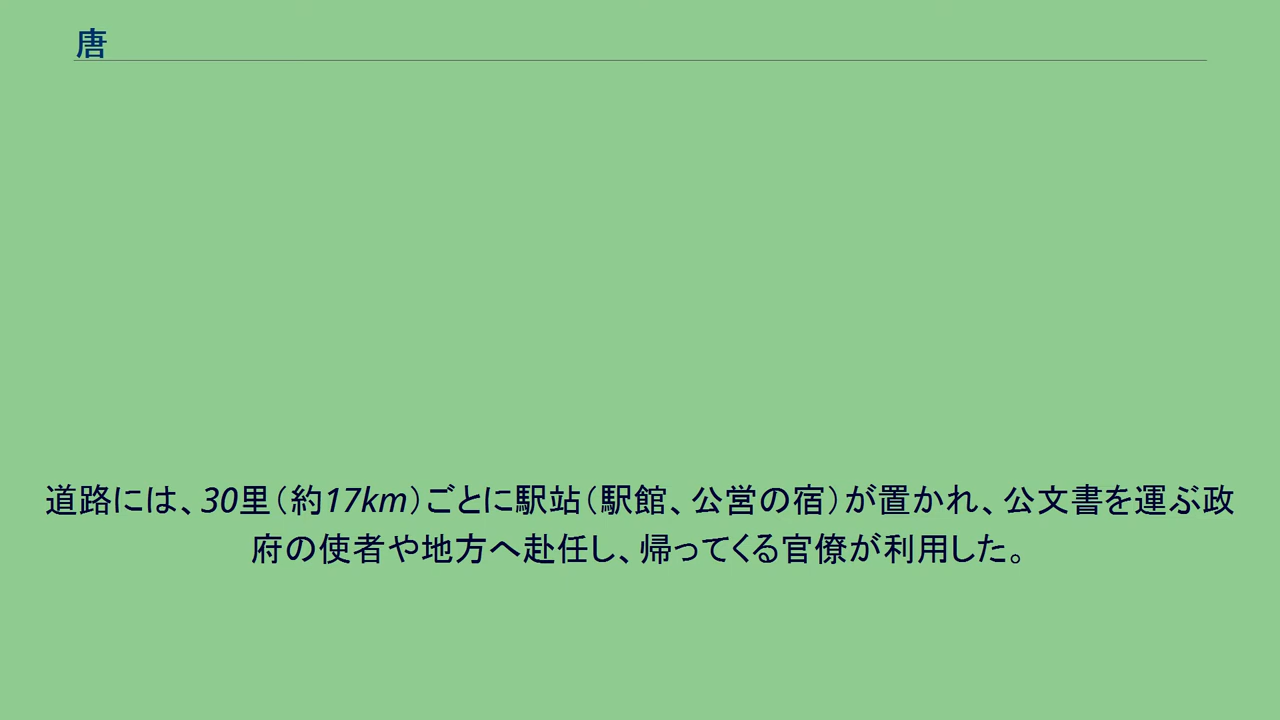 唐
道路には、30里（約17km）ごとに駅站（駅館、公営の宿）が置かれ、公文書を運ぶ政
府の使者や地方へ赴任し、帰ってくる官僚が利用した。